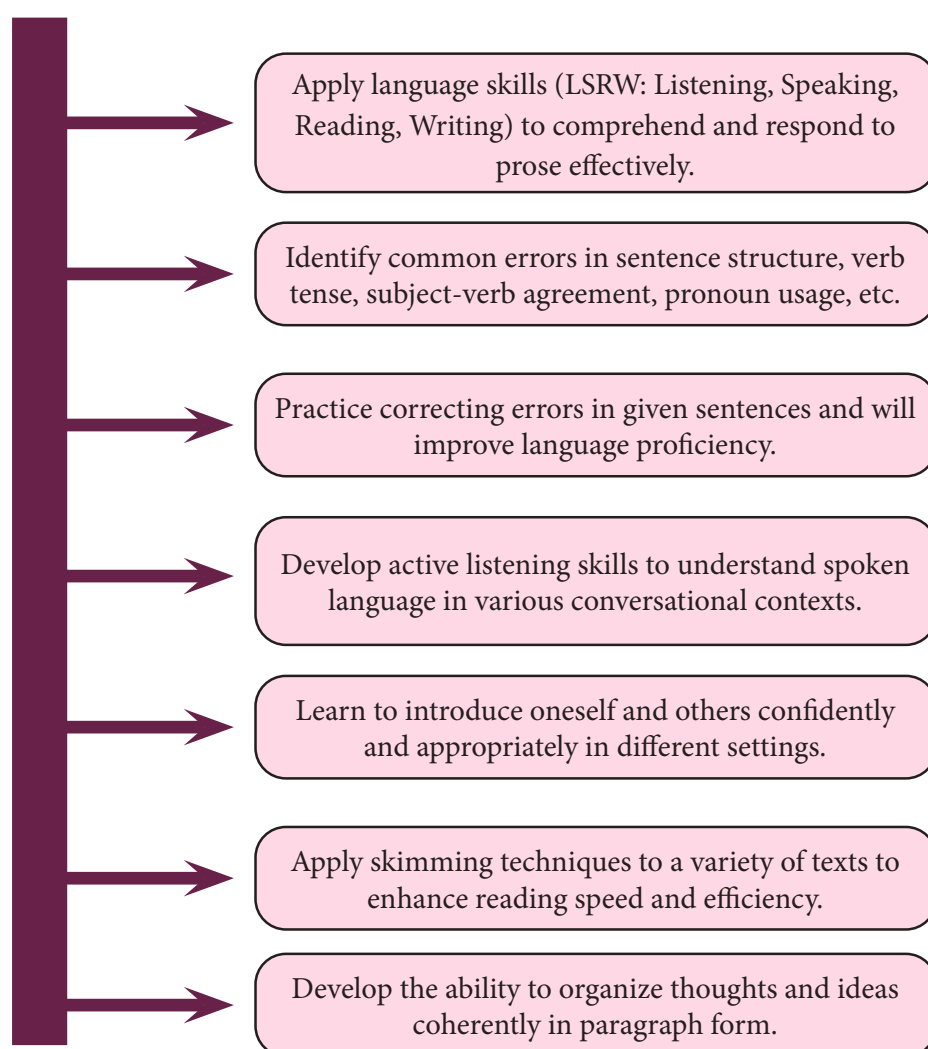 Apply language skills (LSRW: Listening, Speaking,
Reading, Writing) to comprehend and respond to
prose effectively.
Identify common errors in sentence structure, verb
tense, subject-verb agreement, pronoun usage, etc.
Practice correcting errors in given sentences and will
improve language proficiency.
Develop active listening skills to understand spoken
language in various conversational contexts.
Learn to introduce oneself and others confidently
and appropriately in different settings.
Apply skimming techniques to a variety of texts to
enhance reading speed and efficiency.
Develop the ability to organize thoughts and ideas
coherently in paragraph form.